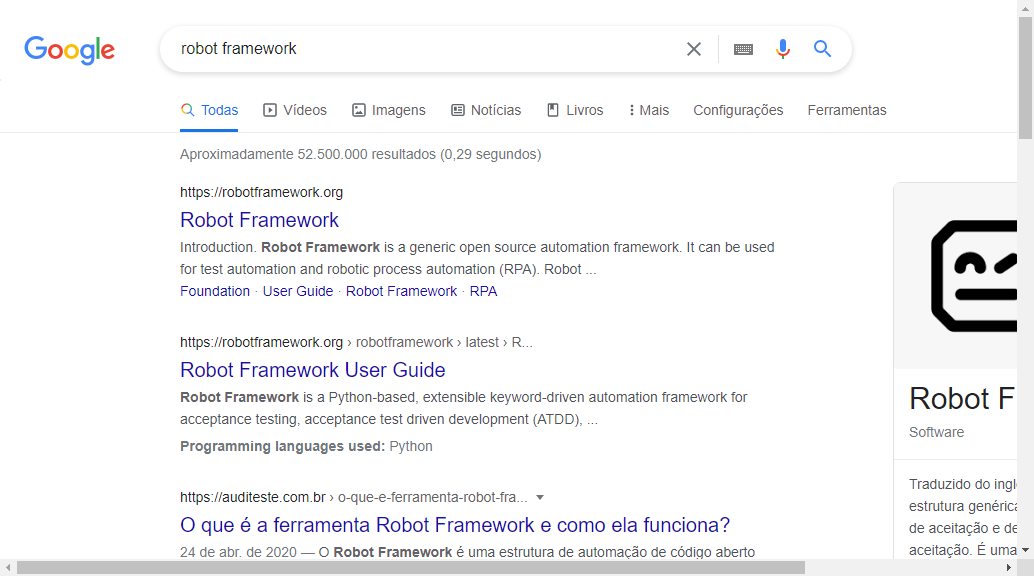 Google
robot framework
Todas Vídeos Imagens Notícias Livros Mais Configurações Ferramentas
Aproximadamente 52.500.000 resultados (0,29 segundos)
https://robotframework.org
Robot Framework
Introduction. Robot Framework is a generic open source automation framework. It can be used
for test automation and robotic process automation (RPA). Robot ...
Foundation · User Guide · Robot Framework · RPA
https://robotframework.org › robotframework › latest › R...
Robot Framework User Guide
Robot Framework is a Python-based, extensible keyword-driven automation framework for
acceptance testing, acceptance test driven development (ATDD), ...
Programming languages used: Python
https://auditeste.com.br › o-que-e-ferramenta-robot-fra...
O que é a ferramenta Robot Framework e como ela funciona?
24 de abr. de 2020 — O Robot Framework é uma estrutura de automação de código aberto
Robot F
Software
Traduzido do ingl
estrutura genérica
de aceitação e de
aceitação. É uma